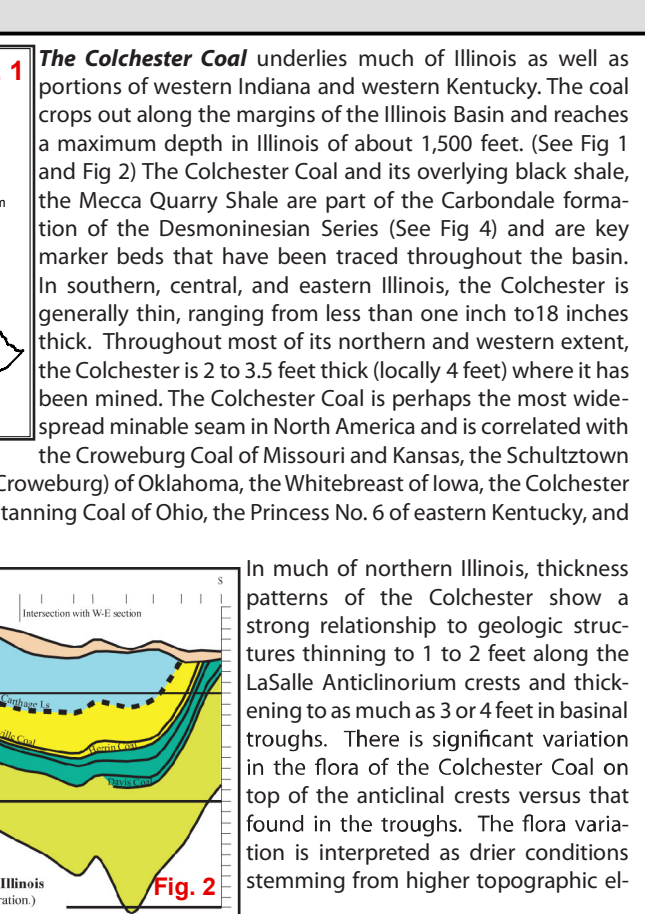 . 1
The Colchester Coal underlies much of Illinois as well as
portions of western Indiana and western Kentucky. The coal
crops out along the margins of the Illinois Basin and reaches
a maximum depth in Illinois of about 1,500 feet. (See Fig 1
and Fig 2) The Colchester Coal and its overlying black shale,
the Mecca Quarry Shale are part of the Carbondale forma-
tion of the Desmoninesian Series (See Fig 4) and are key
marker beds that have been traced throughout the basin.
In southern, central, and eastern Illinois, the Colchester is
generally thin, ranging from less than one inch to18 inches
thick. Throughout most of its northern and western extent,
the Colchester is 2 to 3.5 feet thick (locally 4 feet) where it has
been mined. The Colchester Coal is perhaps the most wide-
spread minable seam in North America and is correlated with
the Croweburg Coal of Missouri and Kansas, the Schultztown
Croweburg) of Oklahoma, the Whitebreast of Iowa, the Colchester
tanning Coal of Ohio, the Princess No. 6 of eastern Kentucky, and
S
Intersection with W-E section
Carthage Ls
ville Coal
Herrin Coal
Davis Coal
Illinois
ration.)
Fig. 2
In much of northern Illinois, thickness
patterns of the Colchester show a
strong relationship to geologic struc-
tures thinning to 1 to 2 feet along the
LaSalle Anticlinorium crests and thick-
ening to as much as 3 or 4 feet in basinal
troughs. There is significant variation
in the flora of the Colchester Coal on
top of the anticlinal crests versus that
found in the troughs. The flora varia-
tion is interpreted as drier conditions
stemming from higher topographic el-